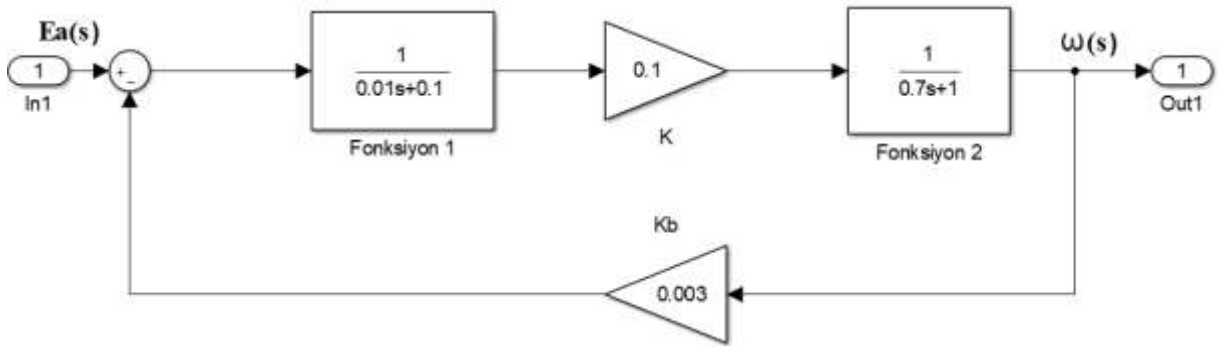 Ea(s)
1
In1
+
-
1
0.01s+0.1
Fonksiyon 1
0.1
K
1
0.7s+1
Fonksiyon 2
ω(s)
1
Out1
Kb
0.003